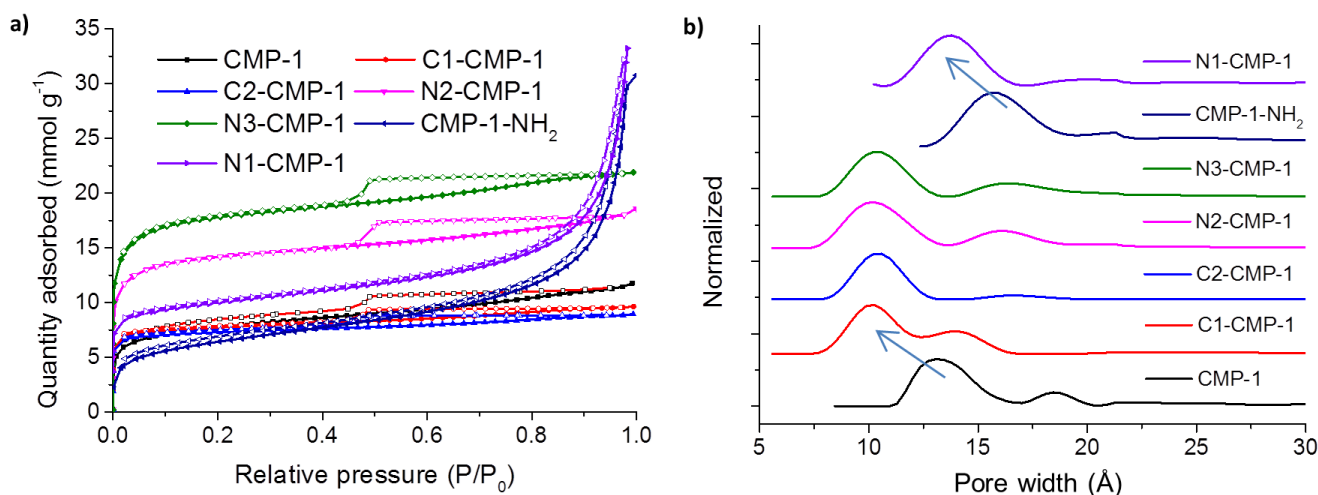 a)
Quantity adsorbed (mmol g⁻¹)
35
30
25
20
15
10
5
0
CMP-1 C1-CMP-1
C2-CMP-1 N2-CMP-1
N3-CMP-1 CMP-1-NH₂
N1-CMP-1
0.0 0.2 0.4 0.6 0.8 1.0
Relative pressure (P/P₀)
b)
Normalized
N1-CMP-1
CMP-1-NH₂
N3-CMP-1
N2-CMP-1
C2-CMP-1
C1-CMP-1
CMP-1
5 10 15 20 25 30
Pore width (Å)